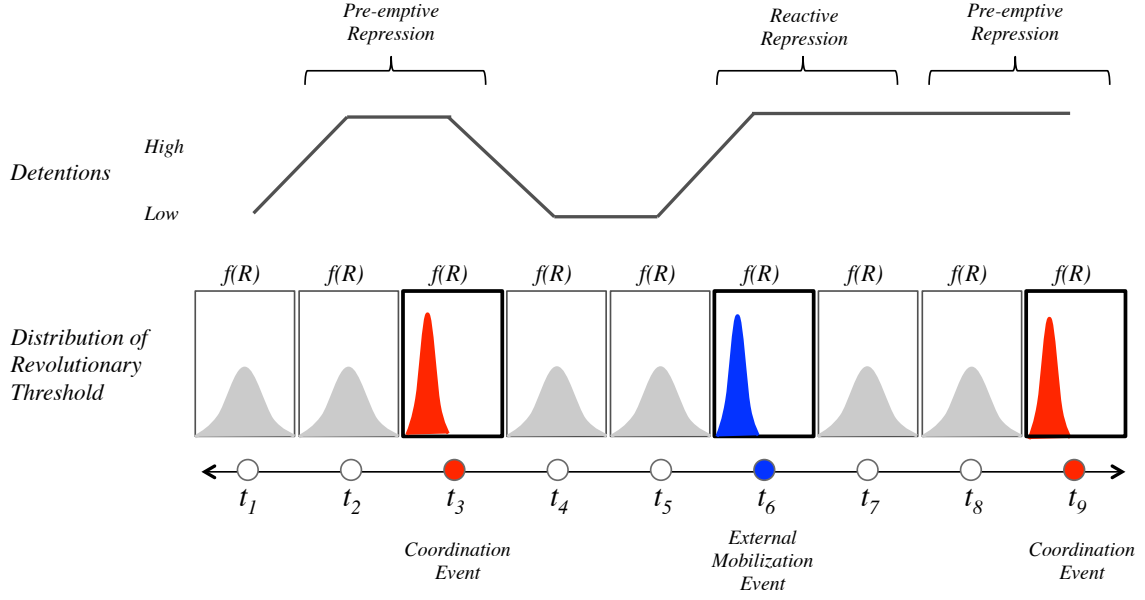 Pre-emptive
Repression
Reactive
Repression
Pre-emptive
Repression
Detentions
High
Low
f(R) f(R) f(R) f(R) f(R) f(R) f(R) f(R) f(R)
Distribution of
Revolutionary
Threshold
t1 t2 t3 t4 t5 t6 t7 t8 t9
Coordination
Event
External
Mobilization
Event
Coordination
Event